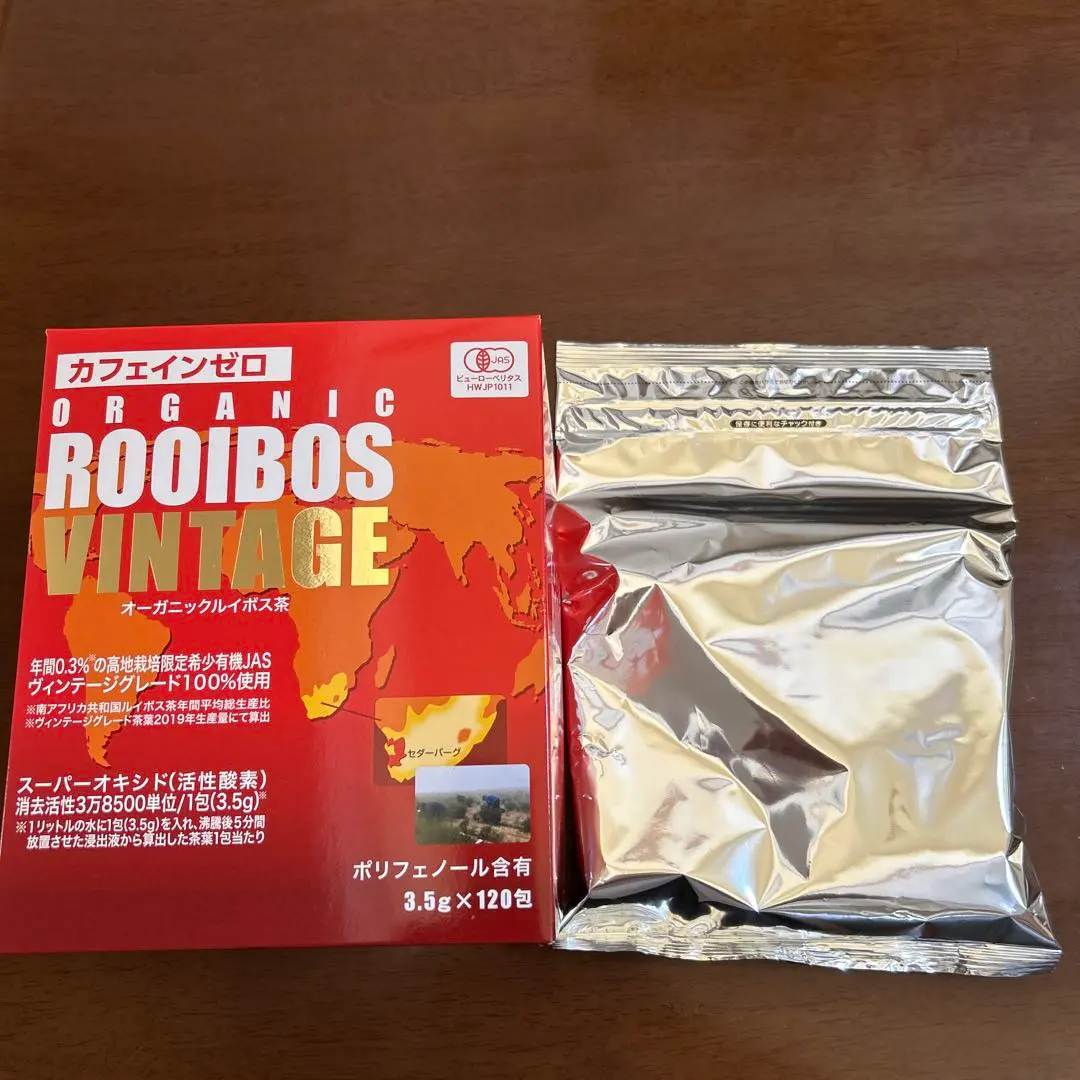 カフェインゼロ
JAS
ビューローベリタス
HWJP1011
ORGANIC
ROOIBOS
VINTAGE
オーガニックルイボス茶
年間0.3%※の高地栽培限定希少有機JAS
ヴィンテージグレード100%使用
※南アフリカ共和国ルイボス茶年間平均総生産比
※ヴィンテージグレード茶葉2019年生産量にて算出
セダーバーグ
スーパーオキシド(活性酸素)
消去活性3万8500単位/1包(3.5g)※
※1リットルの水に1包(3.5g)を入れ、沸騰後5分間
放置させた浸出液から算出した茶葉1包当たり
ポリフェノール含有
3.5g×120包
保存に便利なチャック付き